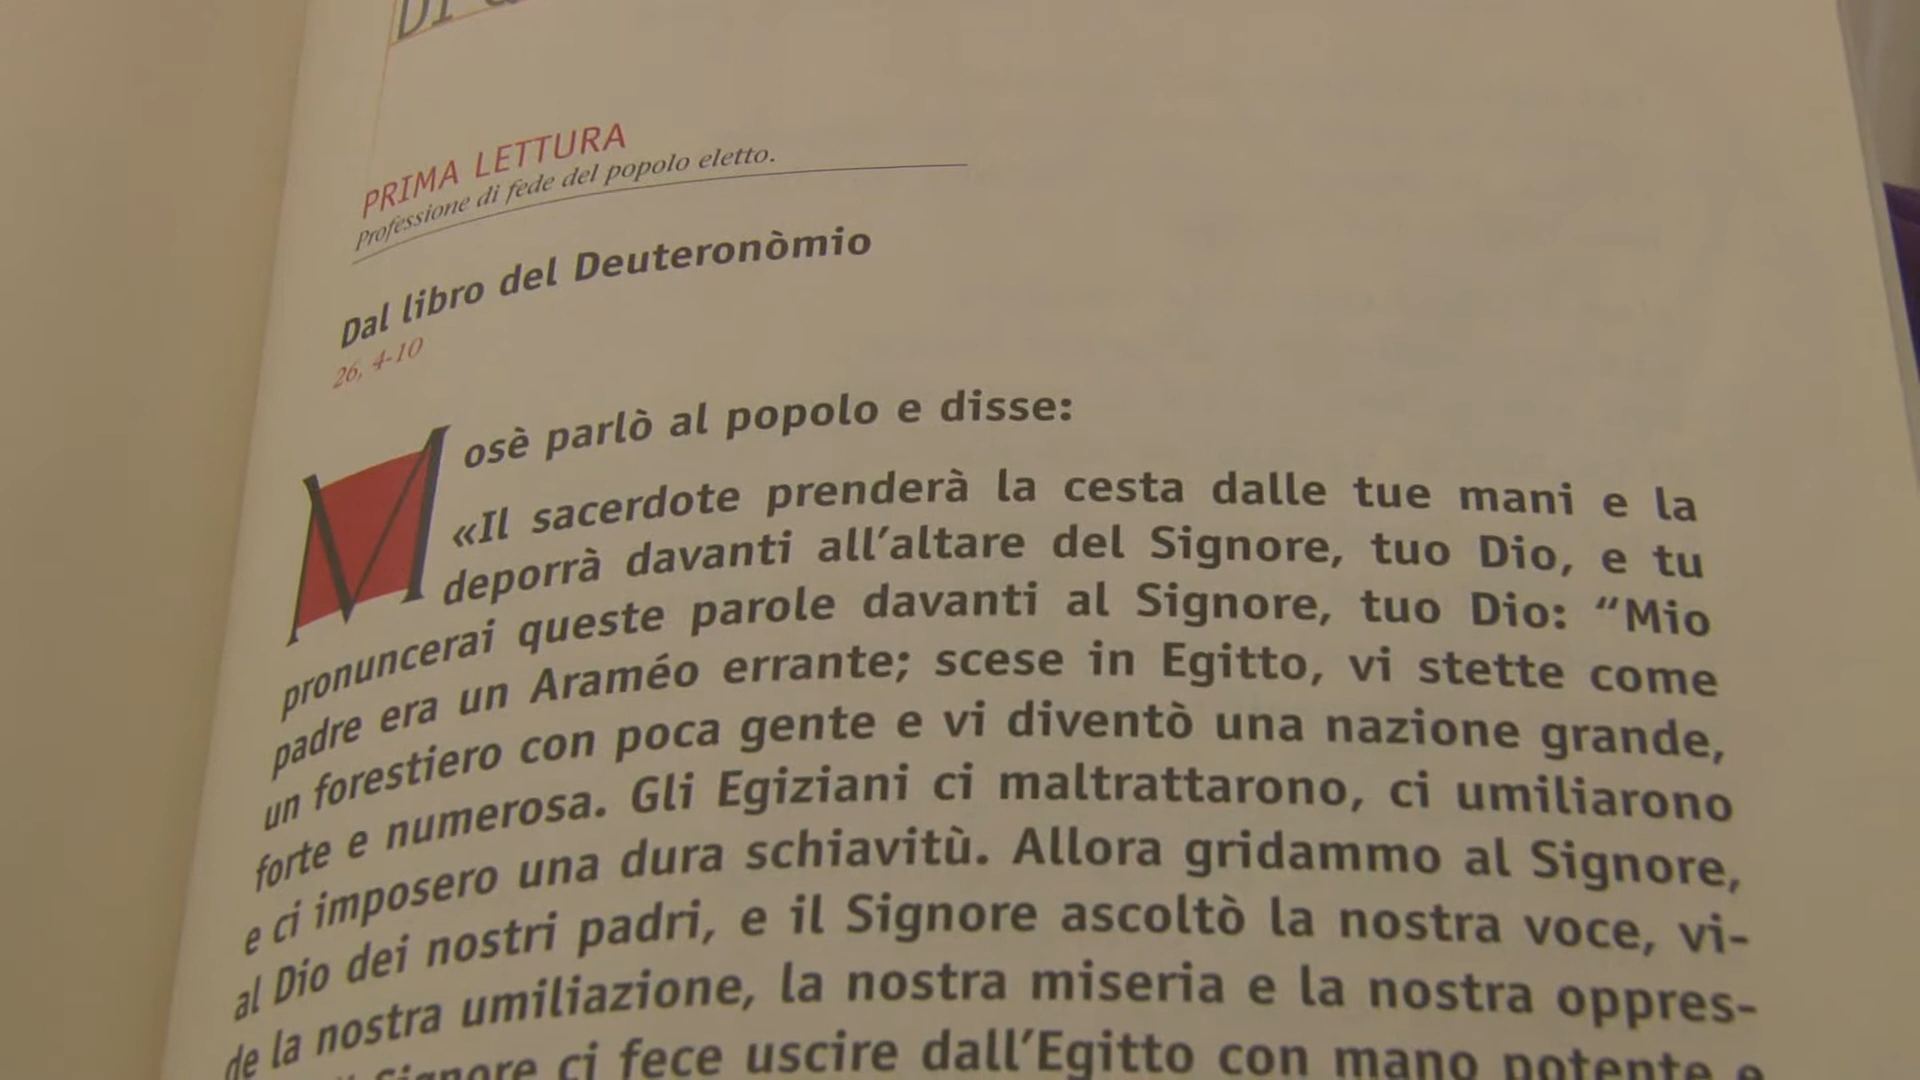 DI
PRIMA LETTURA
Professione di fede del popolo eletto.
Dal libro del Deuteronòmio
26, 4-10
Mosè parlò al popolo e disse:
«Il sacerdote prenderà la cesta dalle tue mani e la
deporrà davanti all’altare del Signore, tuo Dio, e tu
pronuncerai queste parole davanti al Signore, tuo Dio: “Mio
padre era un Araméo errante; scese in Egitto, vi stette come
un forestiero con poca gente e vi diventò una nazione grande,
forte e numerosa. Gli Egiziani ci maltrattarono, ci umiliarono
e ci imposero una dura schiavitù. Allora gridammo al Signore,
al Dio dei nostri padri, e il Signore ascoltò la nostra voce, vi-
de la nostra umiliazione, la nostra miseria e la nostra oppres-
Signore ci fece uscire dall’Egitto con mano potente e